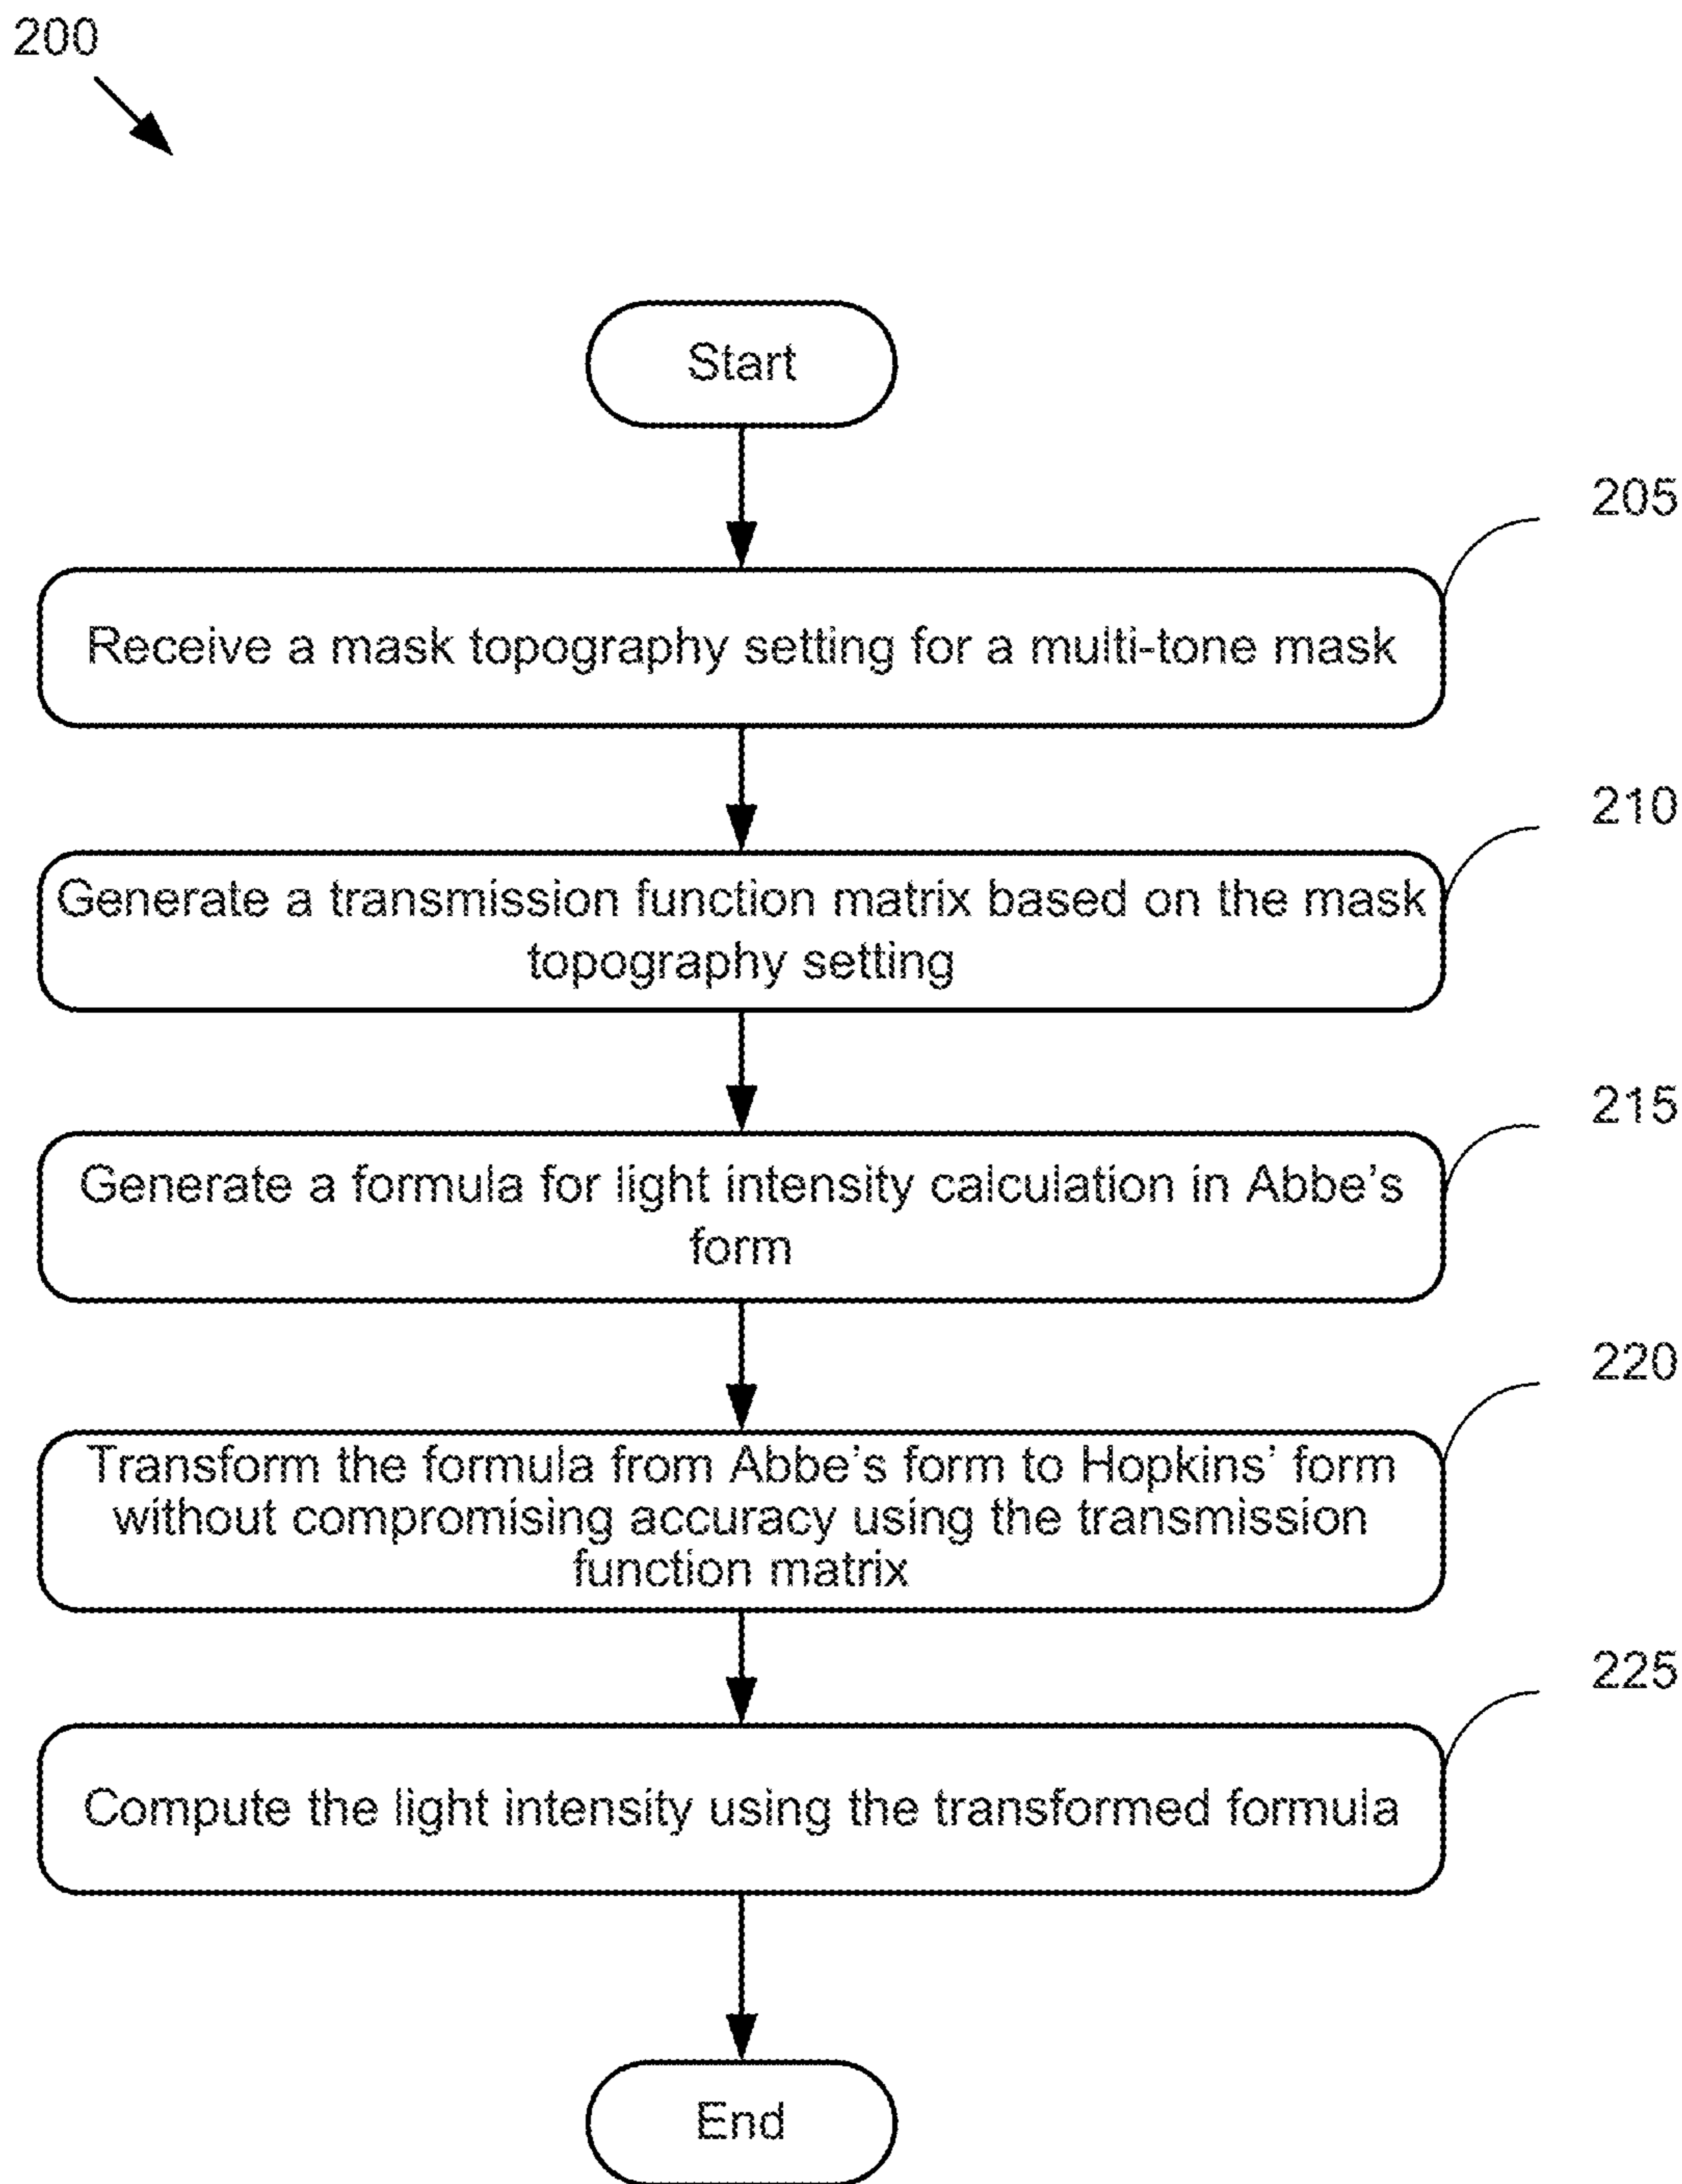 200
Start
205
Receive a mask topography setting for a multi-tone mask
210
Generate a transmission function matrix based on the mask
topography setting
215
Generate a formula for light intensity calculation in Abbe's
form
220
Transform the formula from Abbe's form to Hopkins' form
without compromising accuracy using the transmission
function matrix
225
Compute the light intensity using the transformed formula
End